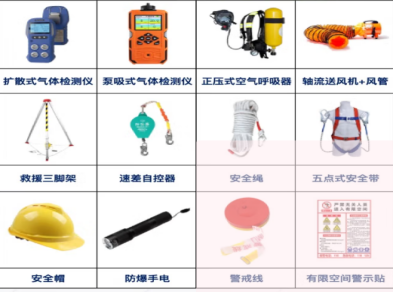 扩散式气体检测仪
泵吸式气体检测仪
正压式空气呼吸器
轴流送风机+风管
救援三脚架
速差自控器
安全绳
五点式安全带
安全帽
防爆手电
警戒线
有限空间警示贴